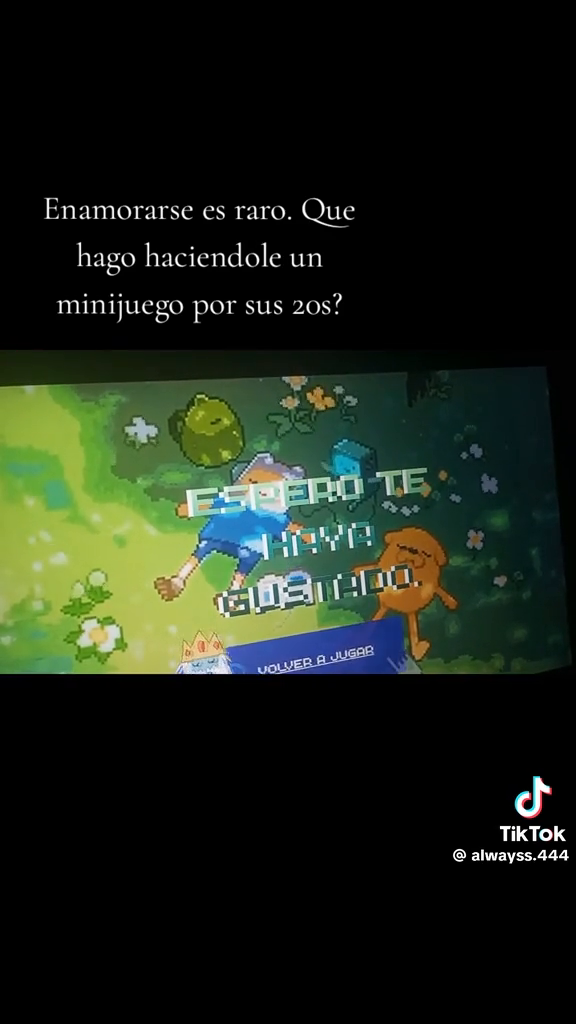 Enamorarse es raro. Que
hago haciendole un
minijuego por sus 20s?
ESPERO TE
HAYA
GUSTADO.
VOLVER A JUGAR
TikTok
@ alwayss.444